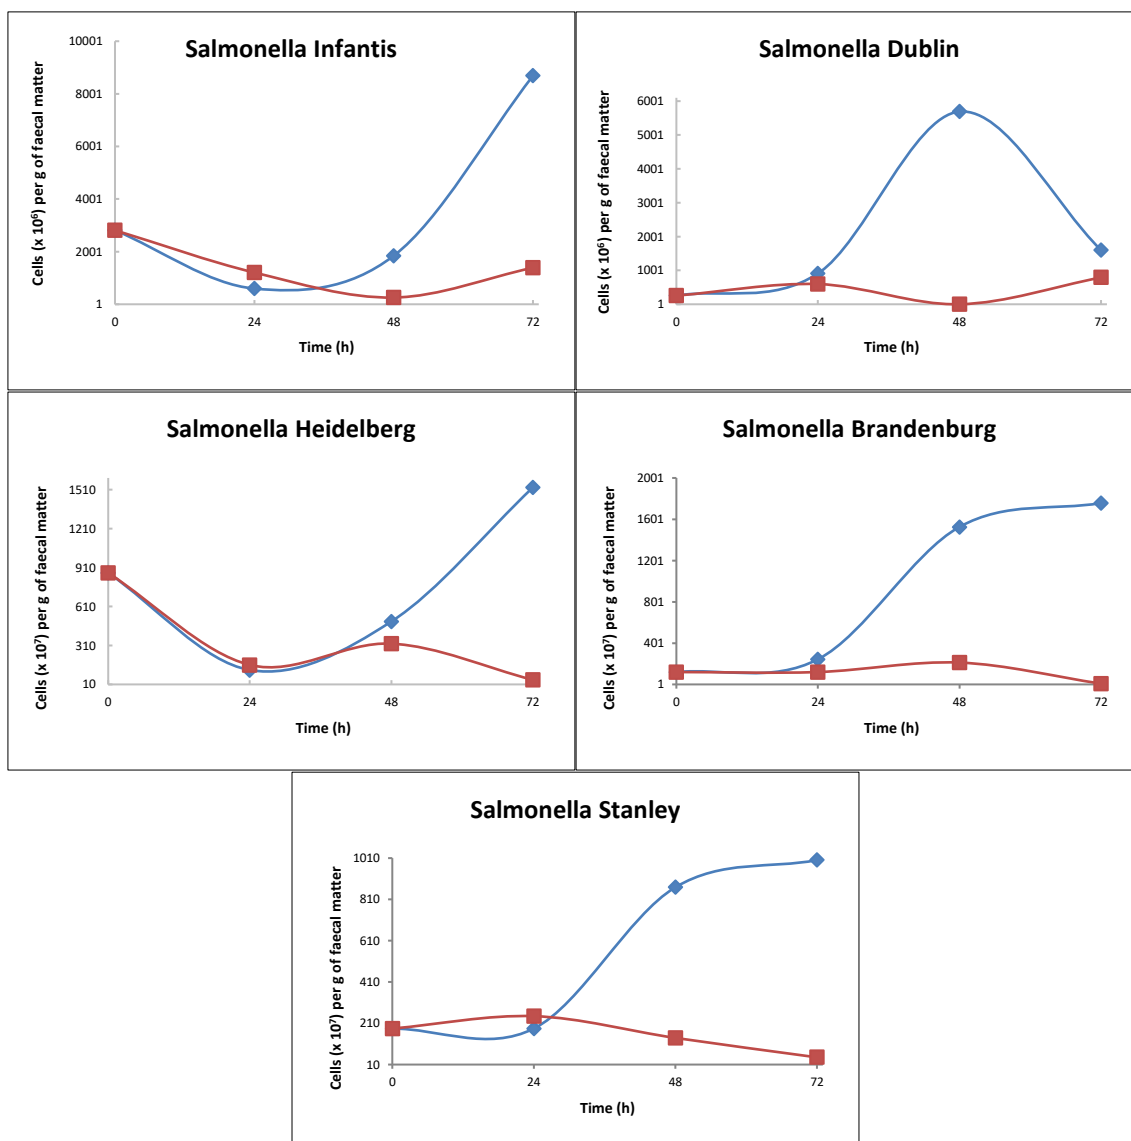 Salmonella Infantis
Cells (x 10⁶) per g of faecal matter
10001
8001
6001
4001
2001
1
0 24 48 72
Time (h)
Salmonella Dublin
Cells (x 10⁶) per g of faecal matter
6001
5001
4001
3001
2001
1001
1
0 24 48 72
Time (h)
Salmonella Heidelberg
Cells (x 10⁷) per g of faecal matter
1510
1210
910
610
310
10
0 24 48 72
Time (h)
Salmonella Brandenburg
Cells (x 10⁷) per g of faecal matter
2001
1601
1201
801
401
1
0 24 48 72
Time (h)
Salmonella Stanley
Cells (x 10⁷) per g of faecal matter
1010
810
610
410
210
10
0 24 48 72
Time (h)